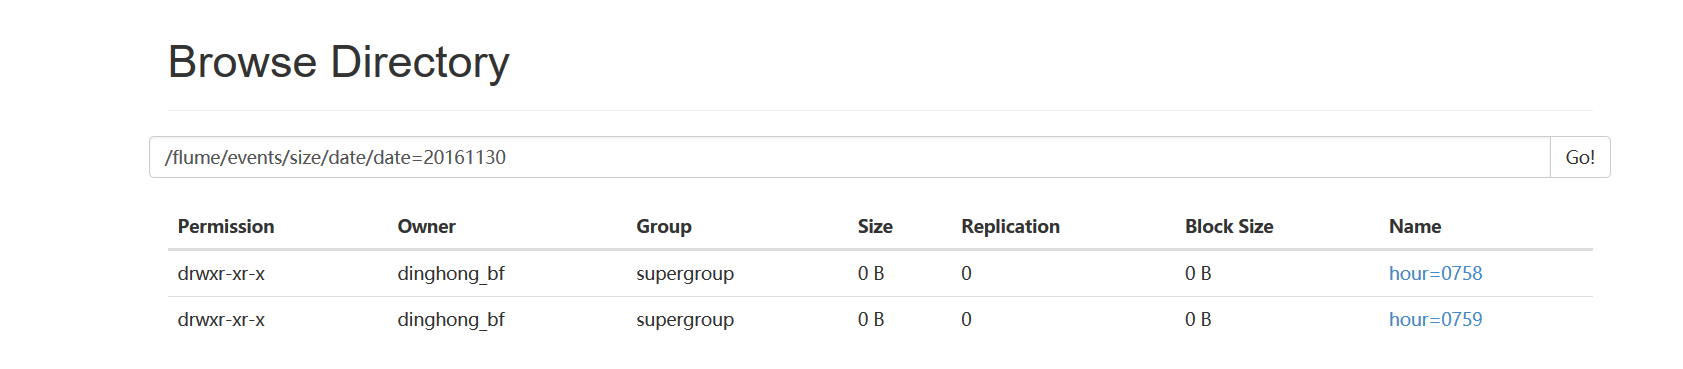 Browse Directory
/flume/events/size/date/date=20161130 Go!
Permission Owner Group Size Replication Block Size Name
drwxr-xr-x dinghong_bf supergroup 0 B 0 0 B hour=0758
drwxr-xr-x dinghong_bf supergroup 0 B 0 0 B hour=0759